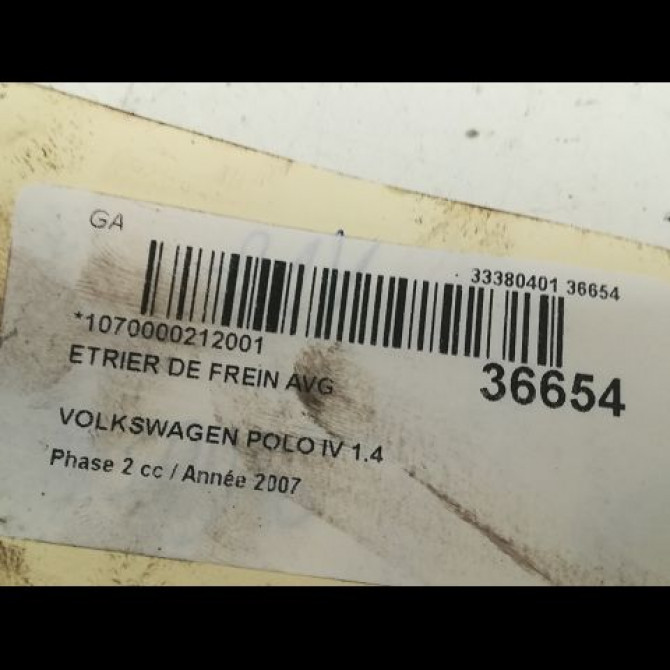 GA
33380401 36654
*1070000212001
36654
ETRIER DE FREIN AVG
VOLKSWAGEN POLO IV 1.4
Phase 2 cc / Année 2007